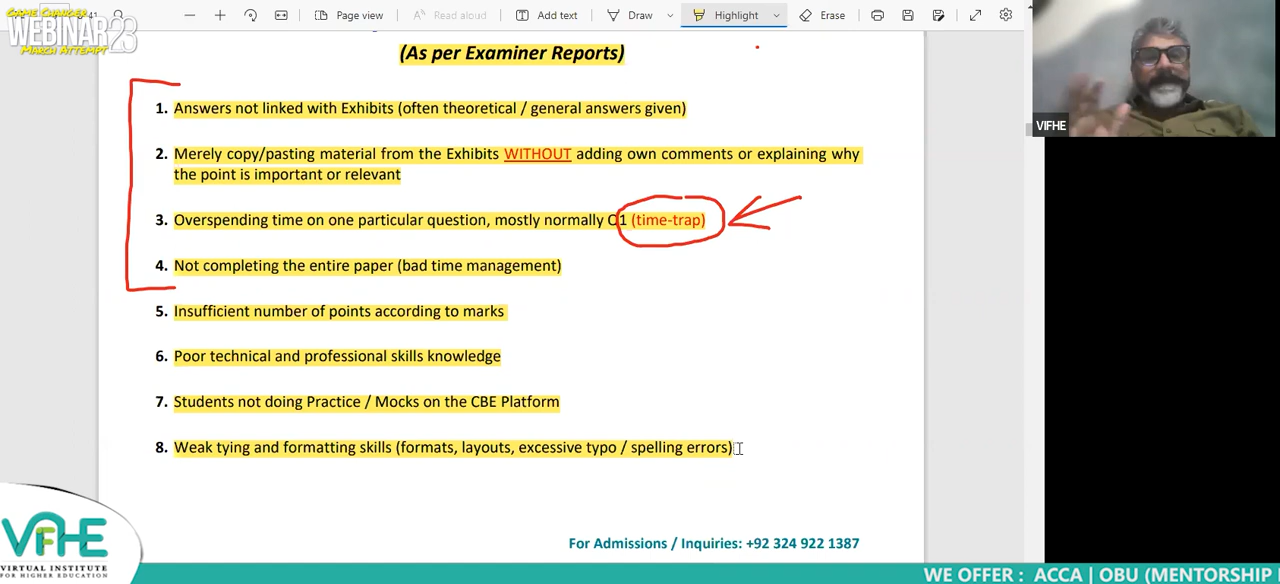 GAME CHANGER
WEBINAR 23
MARCH ATTEMPT
Page view
Read aloud
Add text
Draw
Highlight
Erase
(As per Examiner Reports)
1. Answers not linked with Exhibits (often theoretical / general answers given)
2. Merely copy/pasting material from the Exhibits WITHOUT adding own comments or explaining why
the point is important or relevant
3. Overspending time on one particular question, mostly normally Q1 (time-trap)
4. Not completing the entire paper (bad time management)
5. Insufficient number of points according to marks
6. Poor technical and professional skills knowledge
7. Students not doing Practice / Mocks on the CBE Platform
8. Weak tying and formatting skills (formats, layouts, excessive typo / spelling errors)
VIFHE
VIFHE
VIRTUAL INSTITUTE
FOR HIGHER EDUCATION
For Admissions / Inquiries: +92 324 922 1387
WE OFFER : ACCA | OBU (MENTORSHIP